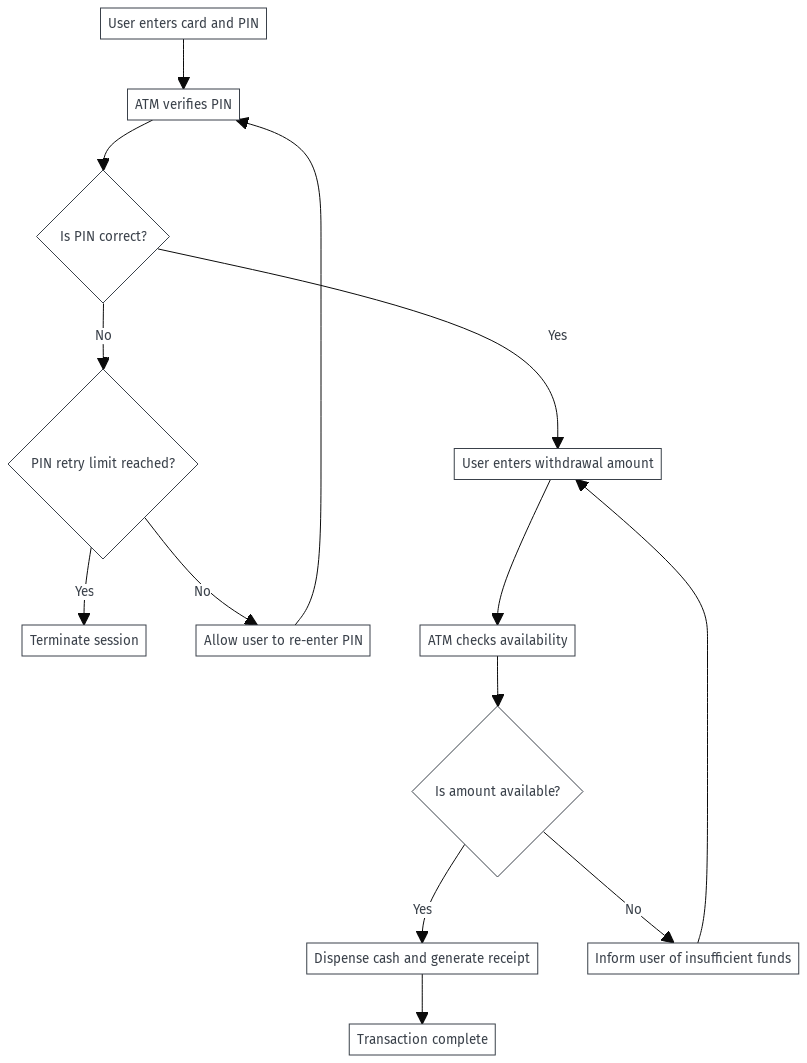 User enters card and PIN
ATM verifies PIN
Is PIN correct?
No
Yes
PIN retry limit reached?
User enters withdrawal amount
Yes
No
Terminate session
Allow user to re-enter PIN
ATM checks availability
Is amount available?
Yes
No
Dispense cash and generate receipt
Inform user of insufficient funds
Transaction complete